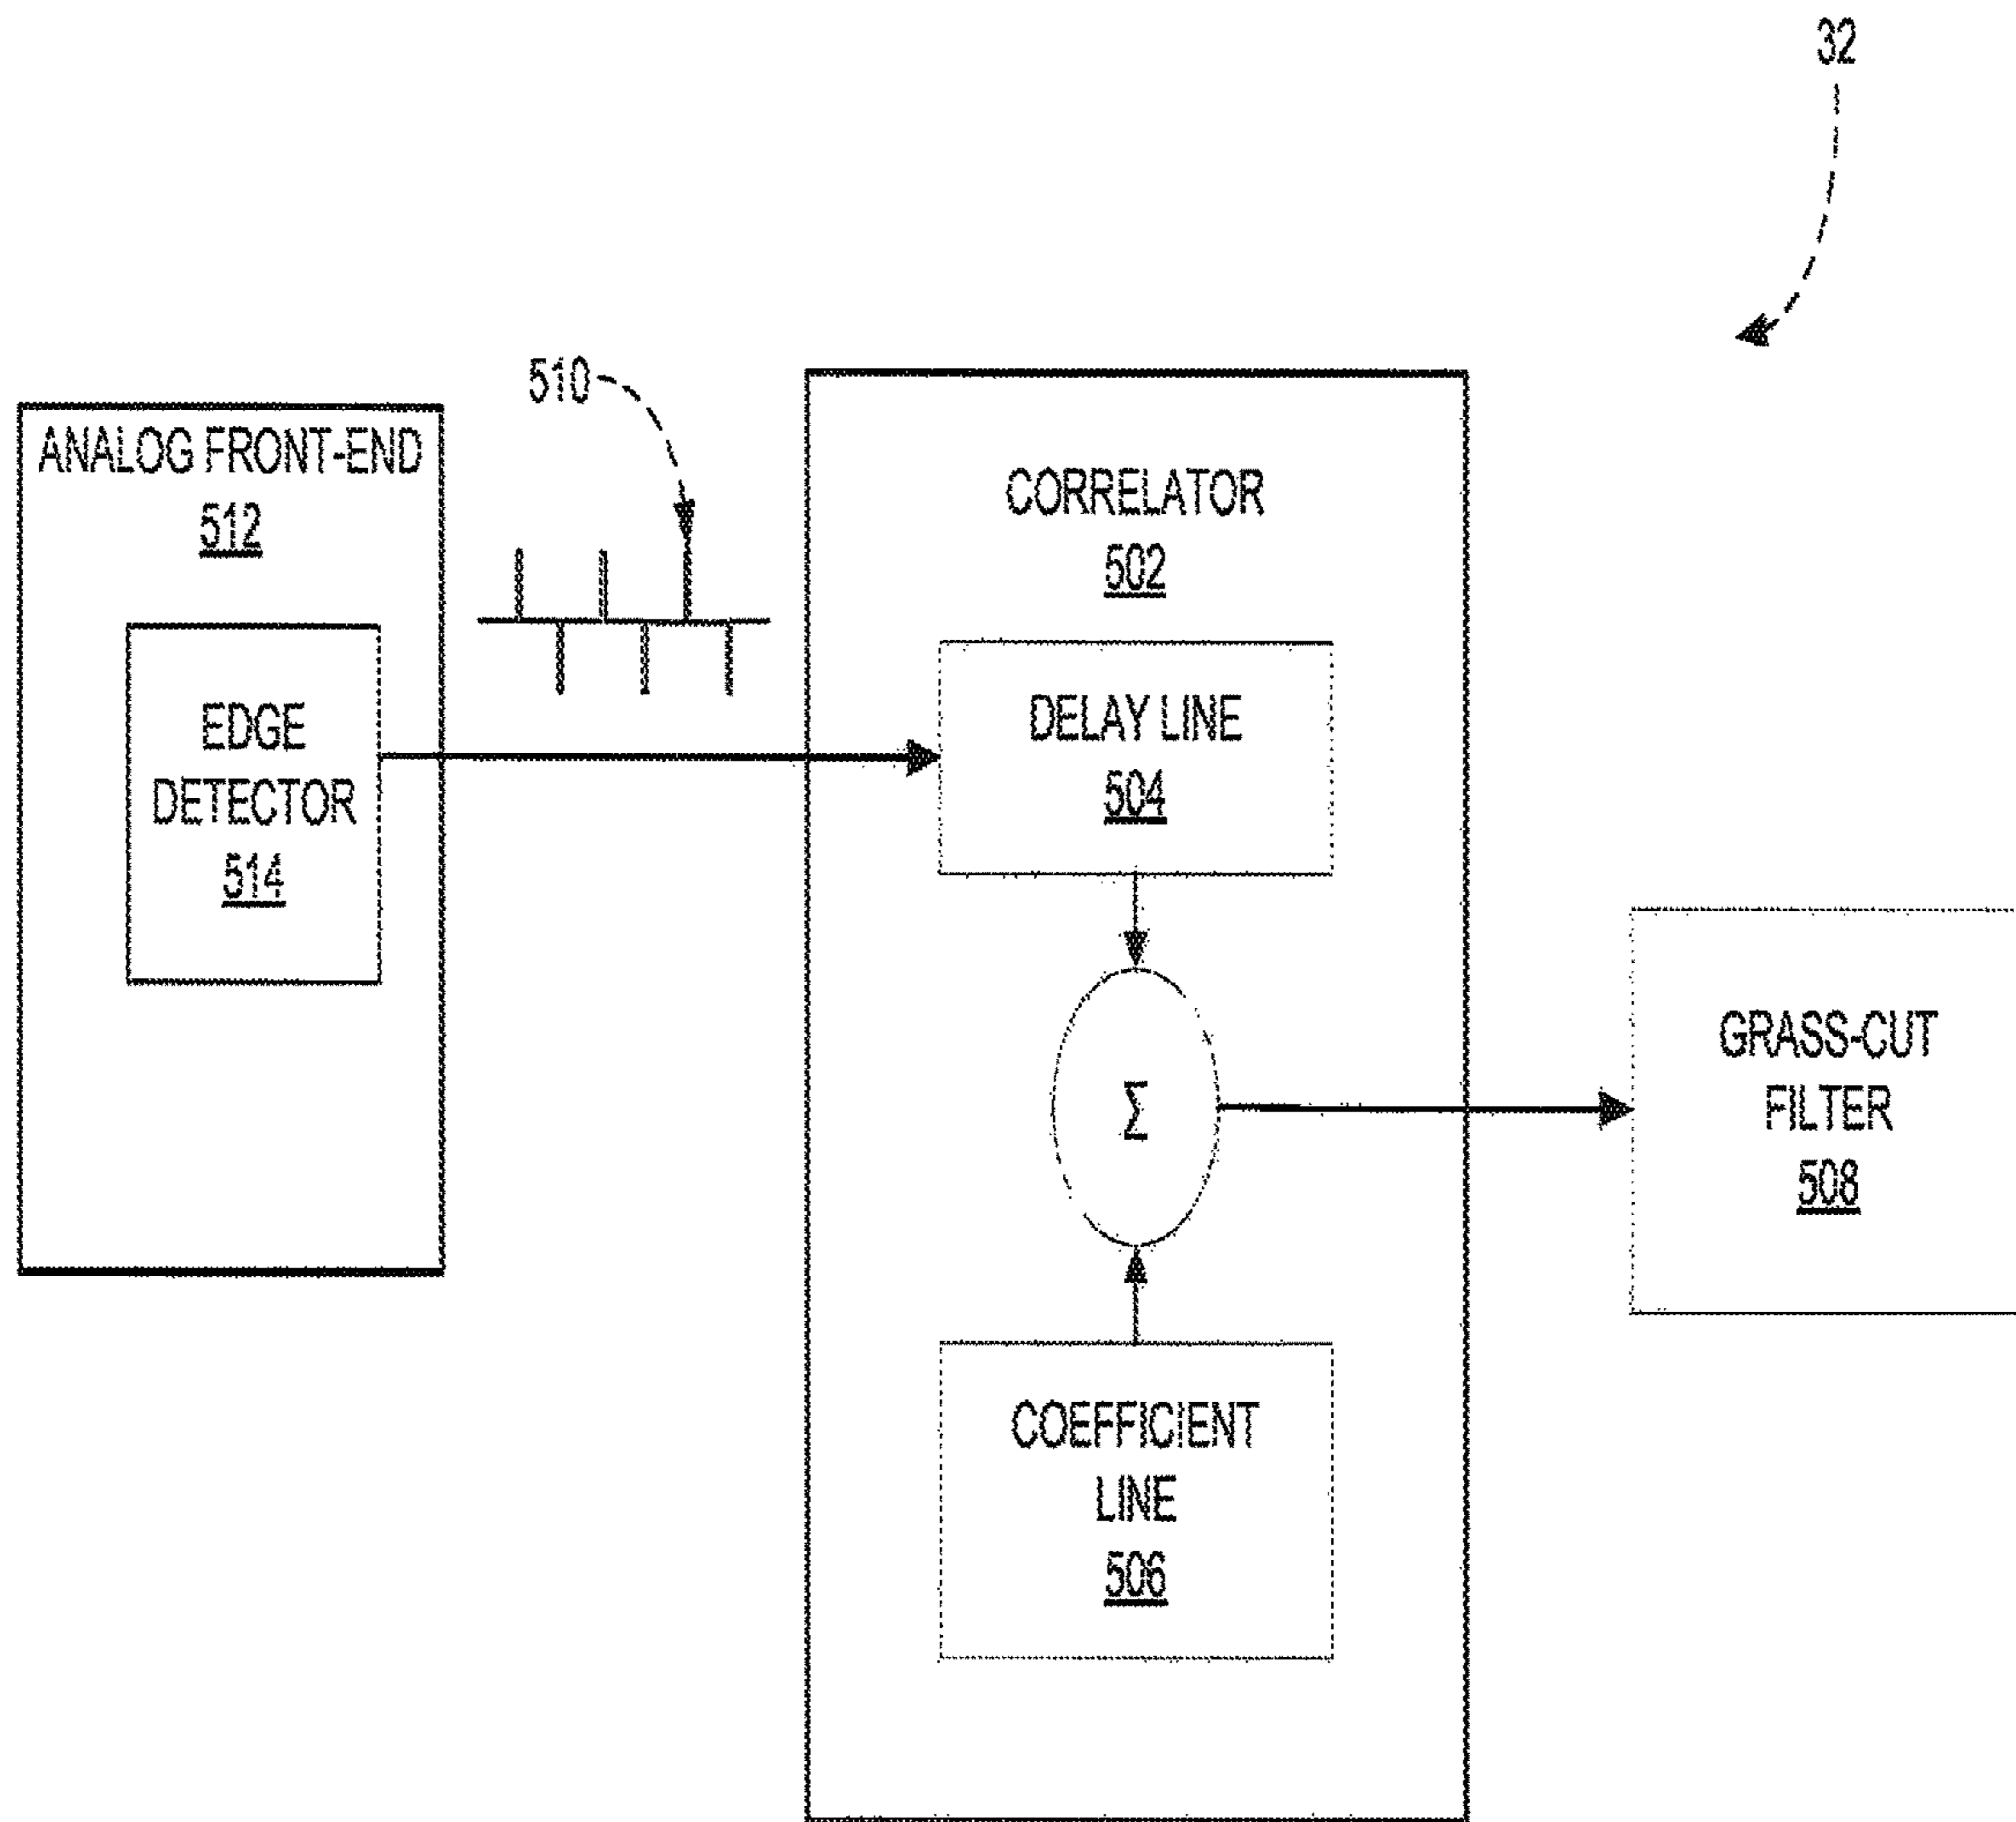 32
510
ANALOG FRONT-END
512
EDGE
DETECTOR
514
CORRELATOR
502
DELAY LINE
504
Σ
COEFFICIENT
LINE
506
GRASS-CUT
FILTER
508